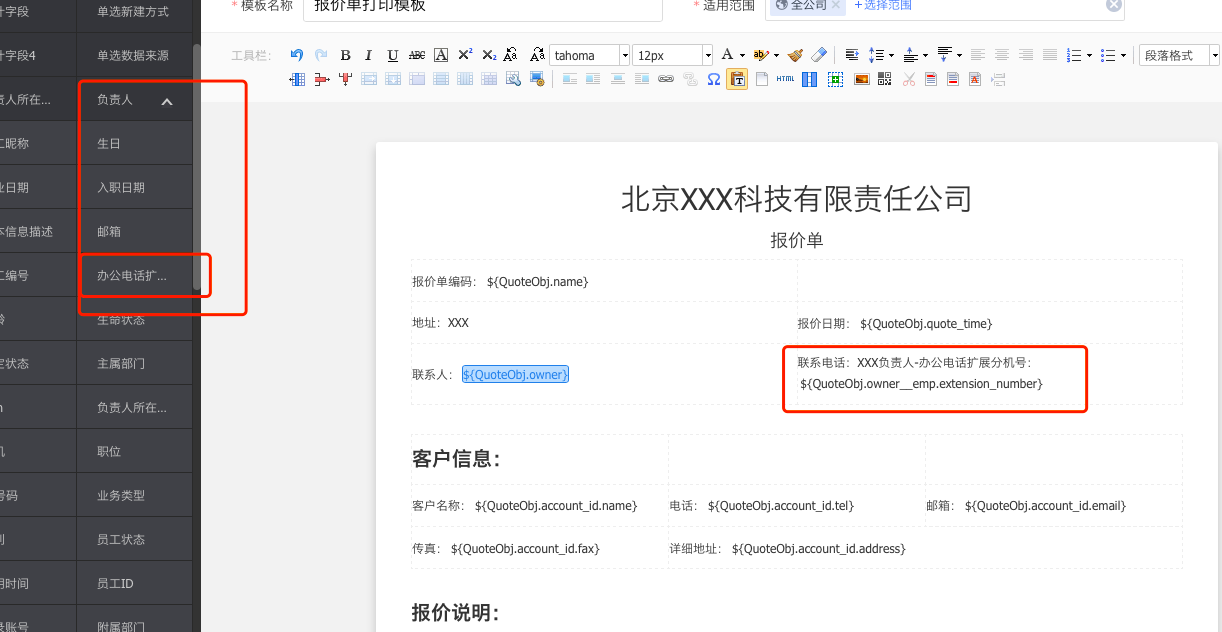 计字段
单选新建方式
* 模板名称
报价单打印模板
* 适用范围
全公司 ×
+选择范围
计字段4
单选数据来源
工具栏：
tahoma
12px
段落格式
HTML
责人所在...
负责人
工昵称
生日
业日期
入职日期
本信息描述
邮箱
工编号
办公电话扩...
龄
生命状态
定状态
主属部门
负责人所在...
机
职位
号码
业务类型
别
员工状态
用时间
员工ID
录账号
附属部门
北京XXX科技有限责任公司
报价单
报价单编码： ${QuoteObj.name}
地址：XXX
报价日期： ${QuoteObj.quote_time}
联系人： ${QuoteObj.owner}
联系电话：XXX负责人-办公电话扩展分机号：
${QuoteObj.owner__emp.extension_number}
客户信息：
客户名称： ${QuoteObj.account_id.name}
电话： ${QuoteObj.account_id.tel}
邮箱： ${QuoteObj.account_id.email}
传真： ${QuoteObj.account_id.fax}
详细地址： ${QuoteObj.account_id.address}
报价说明：